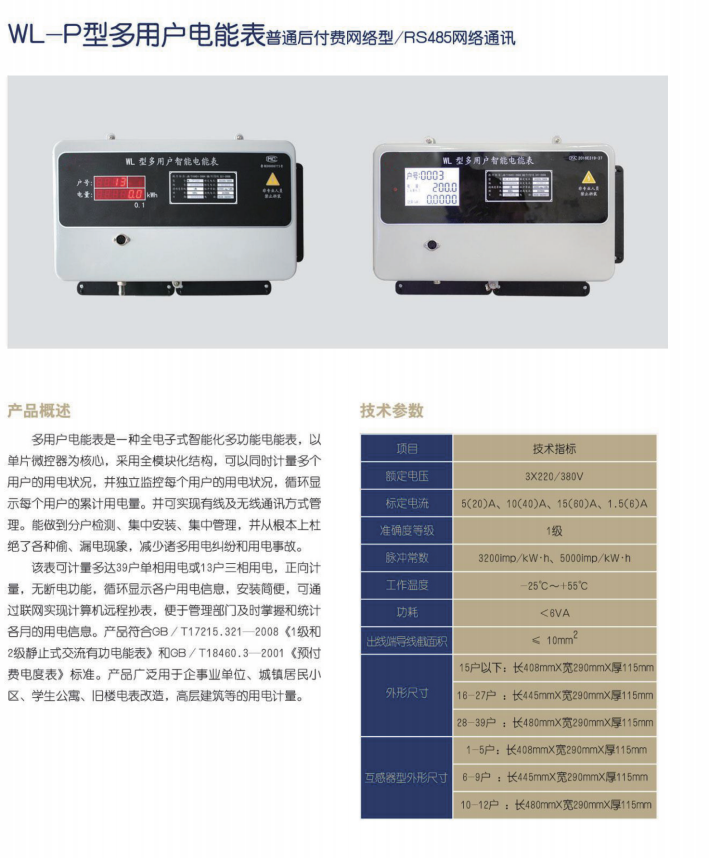 WL-P型多用户电能表普通后付费网络型/RS485网络通讯
WL 型多用户智能电能表
MC
户号:
13
电量:
0.0 kWh
0.1
非专业人员
禁止拆装
WL 型多用户智能电能表
户号:0003
200.0
0.0000
非专业人员
禁止拆装
产品概述
多用户电能表是一种全电子式智能化多功能电能表，以
单片微控器为核心，采用全模块化结构，可以同时计量多个
用户的用电状况，并独立监控每个用户的用电状况，循环显
示每个用户的累计用电量。并可实现有线及无线通讯方式管
理。能做到分户检测、集中安装、集中管理，并从根本上杜
绝了各种偷、漏电现象，减少诸多用电纠纷和用电事故。
该表可计量多达39户单相用电或13户三相用电，正向计
量，无断电功能，循环显示各户用电信息，安装简便，可通
过联网实现计算机远程抄表，便于管理部门及时掌握和统计
各月的用电信息。产品符合GB／T17215.321—2008《1级和
2级静止式交流有功电能表》和GB／T18460.3—2001《预付
费电度表》标准。产品广泛用于企事业单位、城镇居民小
区、学生公寓、旧楼电表改造，高层建筑等的用电计量。
技术参数
项目 技术指标
额定电压 3X220/380V
标定电流 5(20)A、10(40)A、15(60)A、1.5(6)A
准确度等级 1级
脉冲常数 3200imp/kW·h、5000imp/kW·h
工作温度 －25℃～+55℃
功耗 ＜6VA
出线端导线截面积 ≤ 10mm²
外形尺寸 15户以下：长408mmX宽290mmX厚115mm
16—27户 ：长445mmX宽290mmX厚115mm
28—39户 ：长480mmX宽290mmX厚115mm
互感器型外形尺寸 1—5户：长408mmX宽290mmX厚115mm
6—9户 ：长445mmX宽290mmX厚115mm
10—12户 ：长480mmX宽290mmX厚115mm